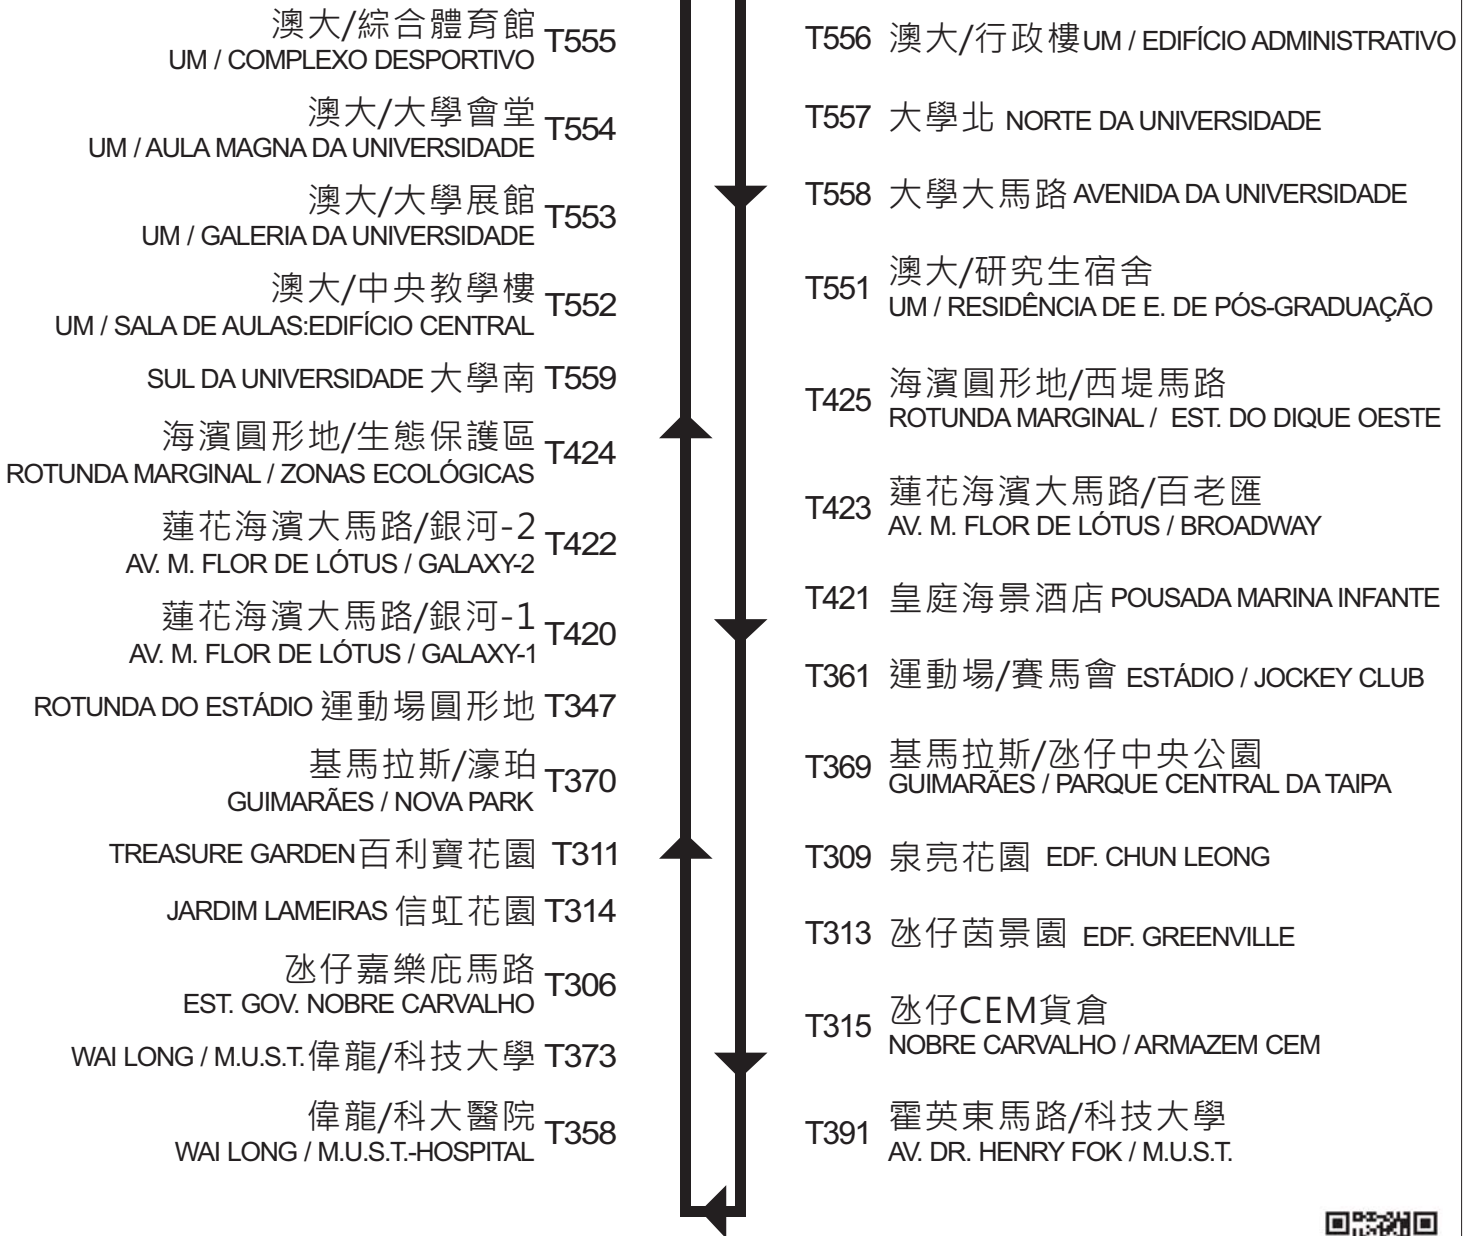 澳大/綜合體育館
UM / COMPLEXO DESPORTIVO
T555
澳大/大學會堂
UM / AULA MAGNA DA UNIVERSIDADE
T554
澳大/大學展館
UM / GALERIA DA UNIVERSIDADE
T553
澳大/中央教學樓
UM / SALA DE AULAS:EDIFÍCIO CENTRAL
T552
SUL DA UNIVERSIDADE 大學南 T559
海濱圓形地/生態保護區
ROTUNDA MARGINAL / ZONAS ECOLÓGICAS
T424
蓮花海濱大馬路/銀河-2
AV. M. FLOR DE LÓTUS / GALAXY-2
T422
蓮花海濱大馬路/銀河-1
AV. M. FLOR DE LÓTUS / GALAXY-1
T420
ROTUNDA DO ESTÁDIO 運動場圓形地 T347
基馬拉斯/濠珀
GUIMARÃES / NOVA PARK
T370
TREASURE GARDEN百利寶花園 T311
JARDIM LAMEIRAS 信虹花園 T314
氹仔嘉樂庇馬路
EST. GOV. NOBRE CARVALHO
T306
WAI LONG / M.U.S.T.偉龍/科技大學 T373
偉龍/科大醫院
WAI LONG / M.U.S.T.-HOSPITAL
T358
T556 澳大/行政樓UM / EDIFÍCIO ADMINISTRATIVO
T557 大學北 NORTE DA UNIVERSIDADE
T558 大學大馬路 AVENIDA DA UNIVERSIDADE
T551
澳大/研究生宿舍
UM / RESIDÊNCIA DE E. DE PÓS-GRADUAÇÃO
T425
海濱圓形地/西堤馬路
ROTUNDA MARGINAL / EST. DO DIQUE OESTE
T423
蓮花海濱大馬路/百老匯
AV. M. FLOR DE LÓTUS / BROADWAY
T421 皇庭海景酒店 POUSADA MARINA INFANTE
T361 運動場/賽馬會 ESTÁDIO / JOCKEY CLUB
T369
基馬拉斯/氹仔中央公園
GUIMARÃES / PARQUE CENTRAL DA TAIPA
T309 泉亮花園 EDF. CHUN LEONG
T313 氹仔茵景園 EDF. GREENVILLE
T315
氹仔CEM貨倉
NOBRE CARVALHO / ARMAZEM CEM
T391
霍英東馬路/科技大學
AV. DR. HENRY FOK / M.U.S.T.